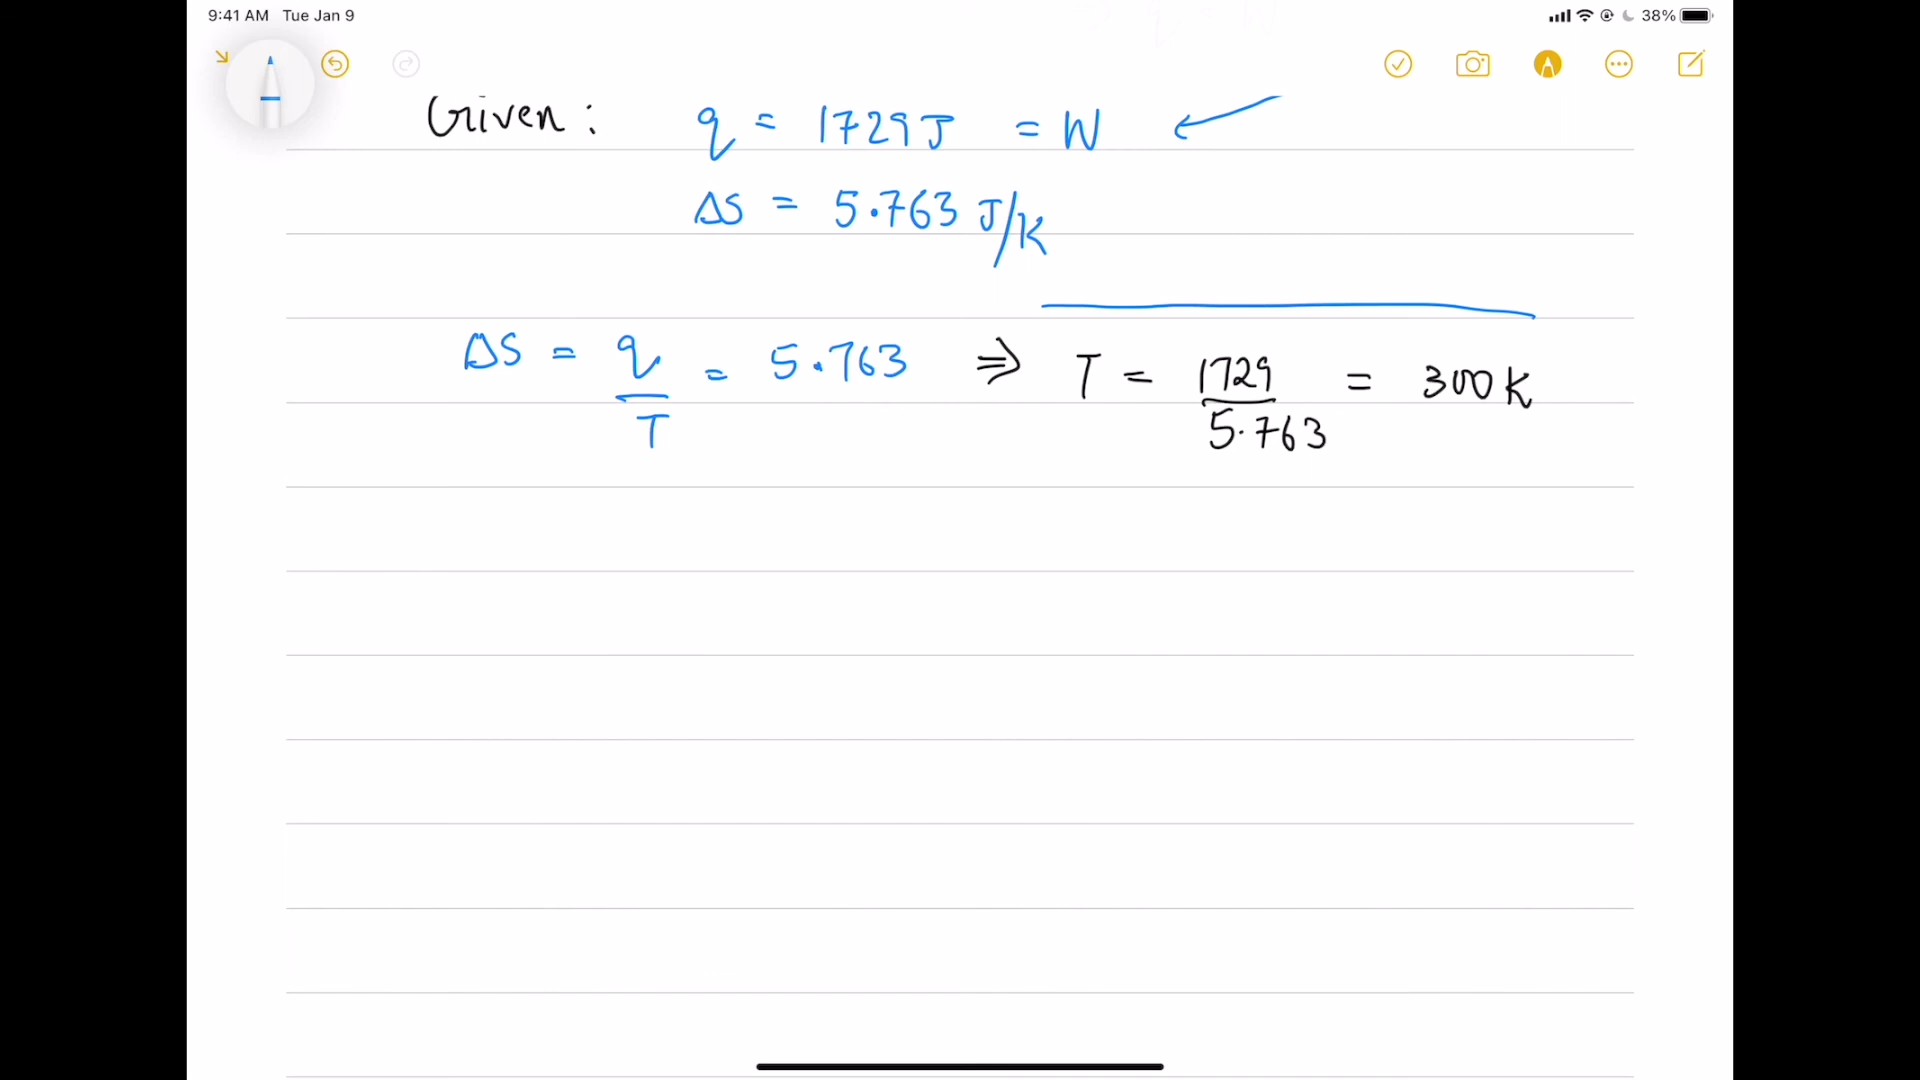 9:41 AM Tue Jan 9
38%
Given : q = 1729 J = W
ΔS = 5.763 J/K
ΔS = q/T = 5.763 ⇒ T = 1729/5.763 = 300 K